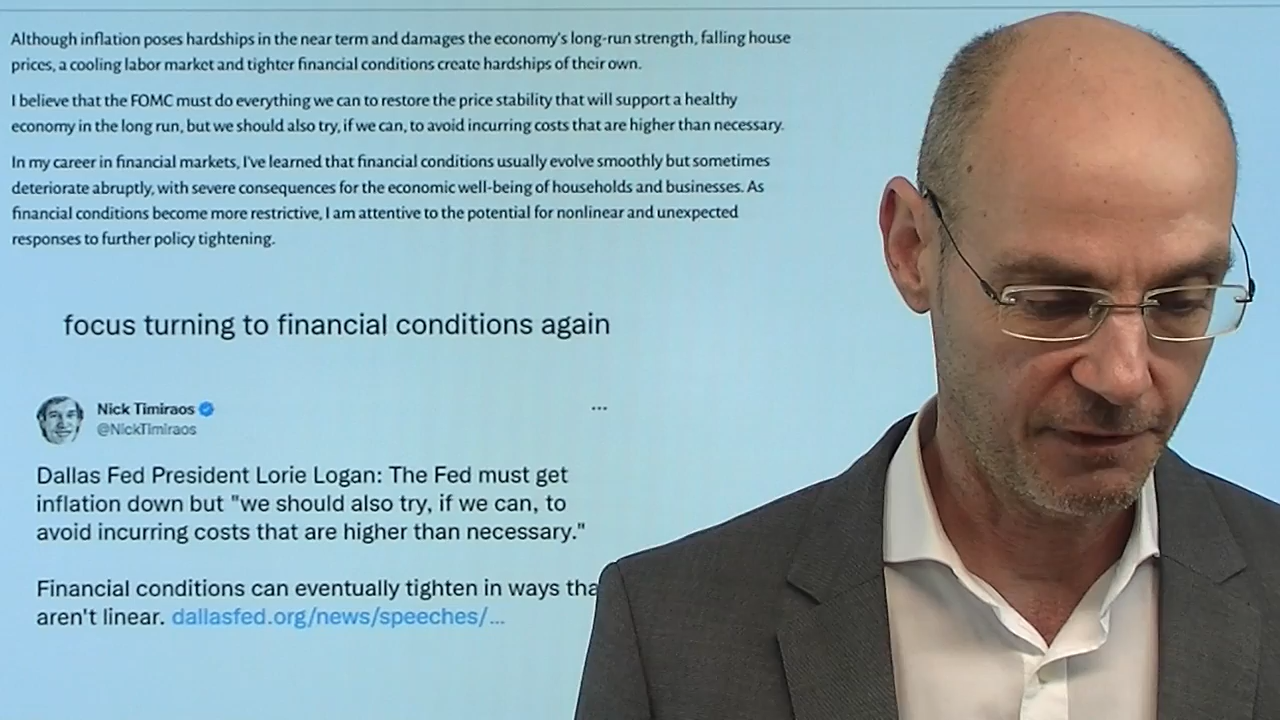 Although inflation poses hardships in the near term and damages the economy's long-run strength, falling house
prices, a cooling labor market and tighter financial conditions create hardships of their own.
I believe that the FOMC must do everything we can to restore the price stability that will support a healthy
economy in the long run, but we should also try, if we can, to avoid incurring costs that are higher than necessary.
In my career in financial markets, I've learned that financial conditions usually evolve smoothly but sometimes
deteriorate abruptly, with severe consequences for the economic well-being of households and businesses. As
financial conditions become more restrictive, I am attentive to the potential for nonlinear and unexpected
responses to further policy tightening.
focus turning to financial conditions again
Nick Timiraos
...
@NickTimiraos
Dallas Fed President Lorie Logan: The Fed must get
inflation down but "we should also try, if we can, to
avoid incurring costs that are higher than necessary."
Financial conditions can eventually tighten in ways tha
aren't linear. dallasfed.org/news/speeches/...